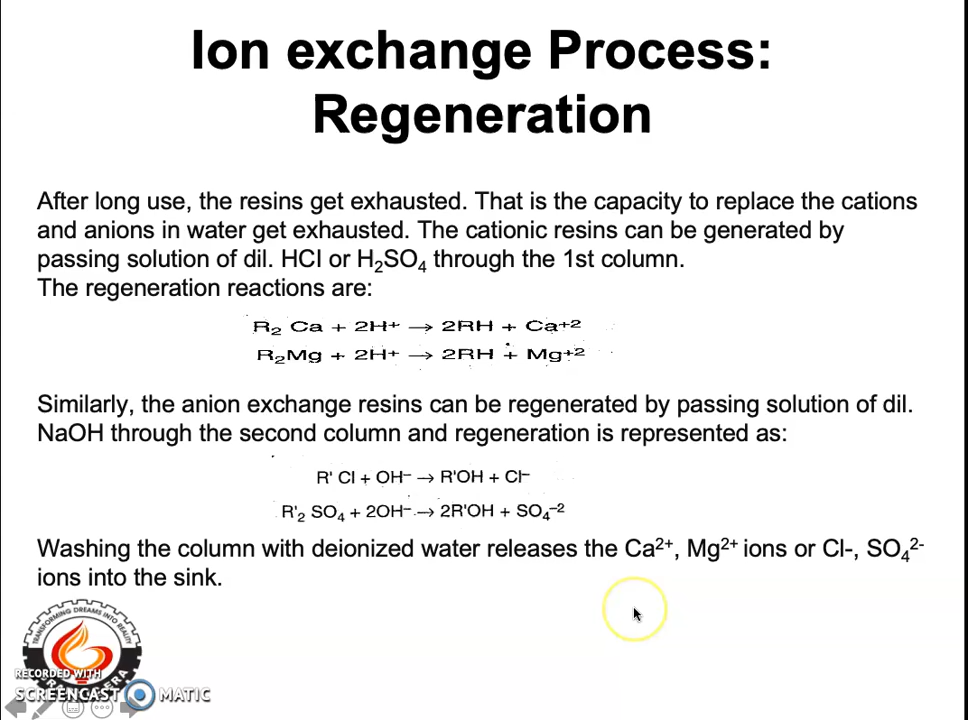 Ion exchange Process:
Regeneration
After long use, the resins get exhausted. That is the capacity to replace the cations
and anions in water get exhausted. The cationic resins can be generated by
passing solution of dil. HCl or H₂SO₄ through the 1st column.
The regeneration reactions are:
R₂ Ca + 2H⁺ → 2RH + Ca⁺²
R₂Mg + 2H⁺ → 2RH + Mg⁺²
Similarly, the anion exchange resins can be regenerated by passing solution of dil.
NaOH through the second column and regeneration is represented as:
R' Cl + OH⁻ → R'OH + Cl⁻
R'₂ SO₄ + 2OH⁻ → 2R'OH + SO₄⁻²
Washing the column with deionized water releases the Ca²⁺, Mg²⁺ ions or Cl-, SO₄²⁻
ions into the sink.
TRANSFORMING DREAMS INTO REALITY
RECORDED WITH
SCREENCAST MATIC